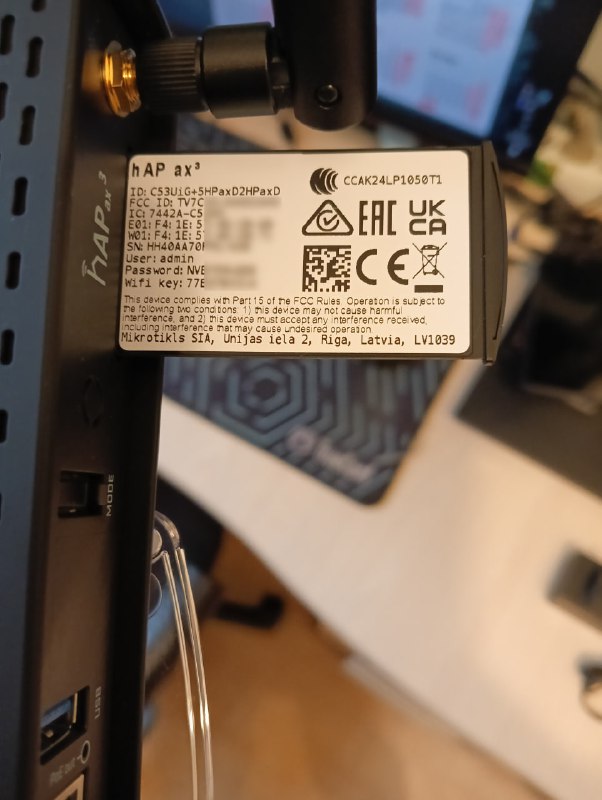 hAP ax³
ID: C53UiG+5HPaxD2HPaxD
FCC ID: TV7C
IC: 7442A-C5
E01: F4: 1E: 5
W01: F4: 1E: 5
SN: HH40AA70
User: admin
Password: NVE
Wifi key: 77E
CCAK24LP1050T1
EAC
UK
CA
CE
This device complies with Part 15 of the FCC Rules. Operation is subject to
the following two conditions: 1) this device may not cause harmful
interference, and 2) this device must accept any interference received,
including interference that may cause undesired operation
Mikrotikls SIA, Unijas iela 2, Riga, Latvia, LV1039
hAP ax³
MODE
USB
PoE out